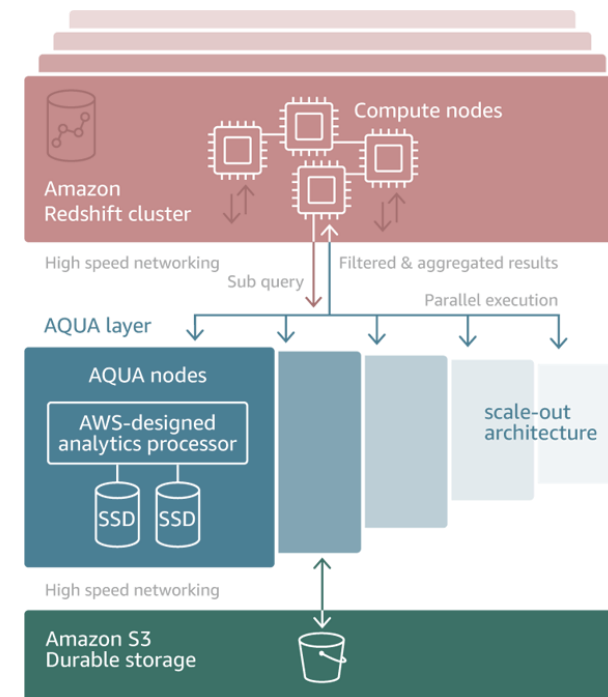 Compute nodes
Amazon
Redshift cluster
High speed networking
Filtered & aggregated results
Sub query
Parallel execution
AQUA layer
AQUA nodes
AWS-designed
analytics processor
SSD
SSD
scale-out
architecture
High speed networking
Amazon S3
Durable storage